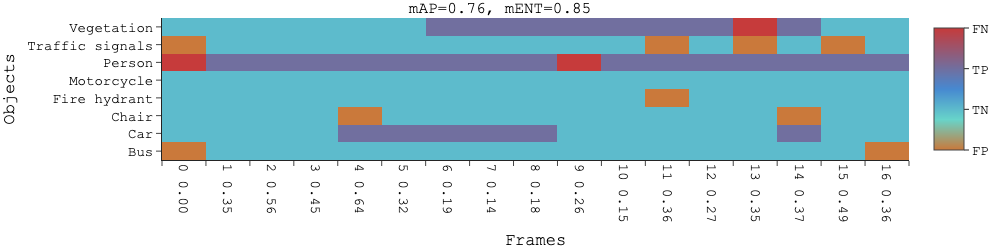 mAP=0.76, mENT=0.85
Objects
Vegetation
Traffic signals
Person
Motorcycle
Fire hydrant
Chair
Car
Bus
0 0.00
1 0.35
2 0.56
3 0.45
4 0.64
5 0.32
6 0.19
7 0.14
8 0.18
9 0.26
10 0.15
11 0.36
12 0.27
13 0.35
14 0.37
15 0.49
16 0.36
Frames
FN
TP
TN
FP